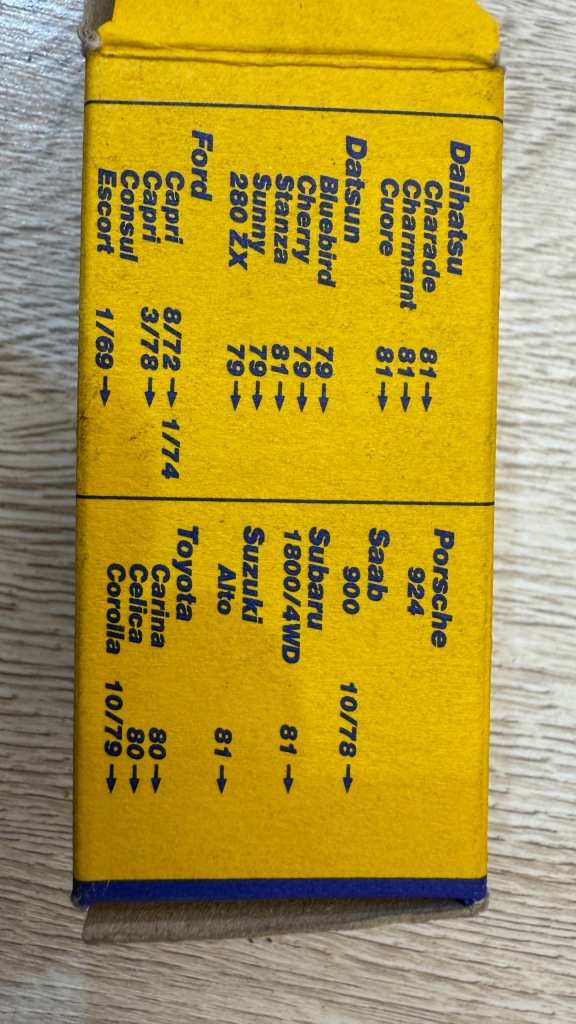 Daihatsu
Charade 81→
Charmant 81→
Cuore 81→
Datsun
Bluebird 79→
Cherry 79→
Stanza 81→
Sunny 79→
280 ZX 79→
Ford
Capri 8/72→ 1/74
Capri 3/78→
Consul
Escort 1/69→
Porsche
924
Saab
900 10/78→
Subaru
1800/4WD 81→
Suzuki
Alto 81→
Toyota
Carina 80→
Celica 80→
Corolla 10/79→